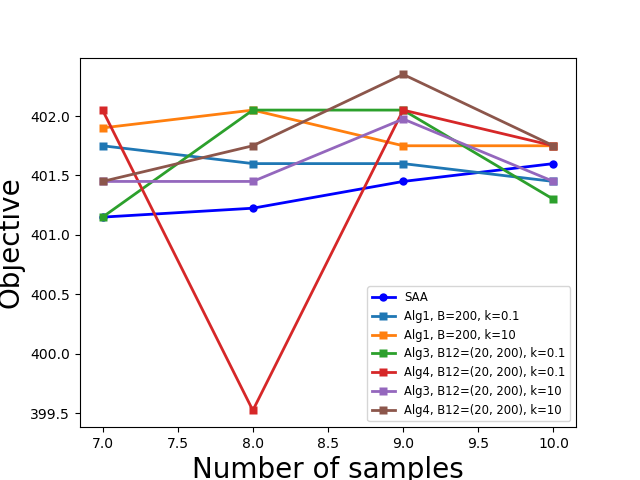 402.0
401.5
401.0
400.5
400.0
399.5
Objective
7.0 7.5 8.0 8.5 9.0 9.5 10.0
Number of samples
SAA
Alg1, B=200, k=0.1
Alg1, B=200, k=10
Alg3, B12=(20, 200), k=0.1
Alg4, B12=(20, 200), k=0.1
Alg3, B12=(20, 200), k=10
Alg4, B12=(20, 200), k=10